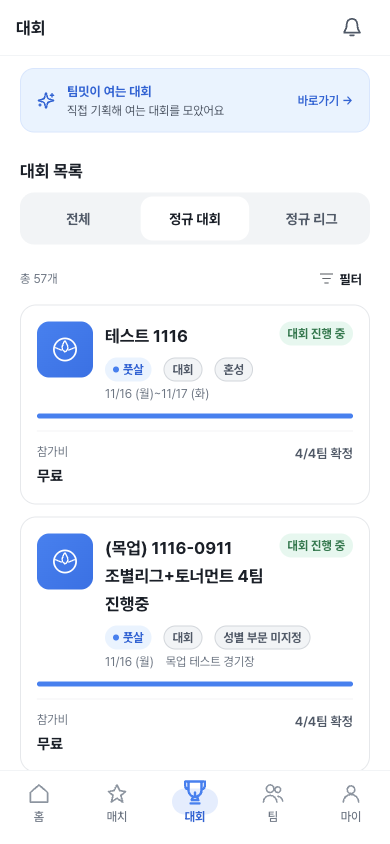 대회
팀밋이 여는 대회
직접 기획해 여는 대회를 모았어요
바로가기 →
대회 목록
전체
정규 대회
정규 리그
총 57개
필터
테스트 1116
대회 진행 중
풋살
대회
혼성
11/16 (월)~11/17 (화)
참가비
4/4팀 확정
무료
(목업) 1116-0911
조별리그+토너먼트 4팀
진행중
대회 진행 중
풋살
대회
성별 부문 미지정
11/16 (월) 목업 테스트 경기장
참가비
4/4팀 확정
무료
홈
매치
대회
팀
마이